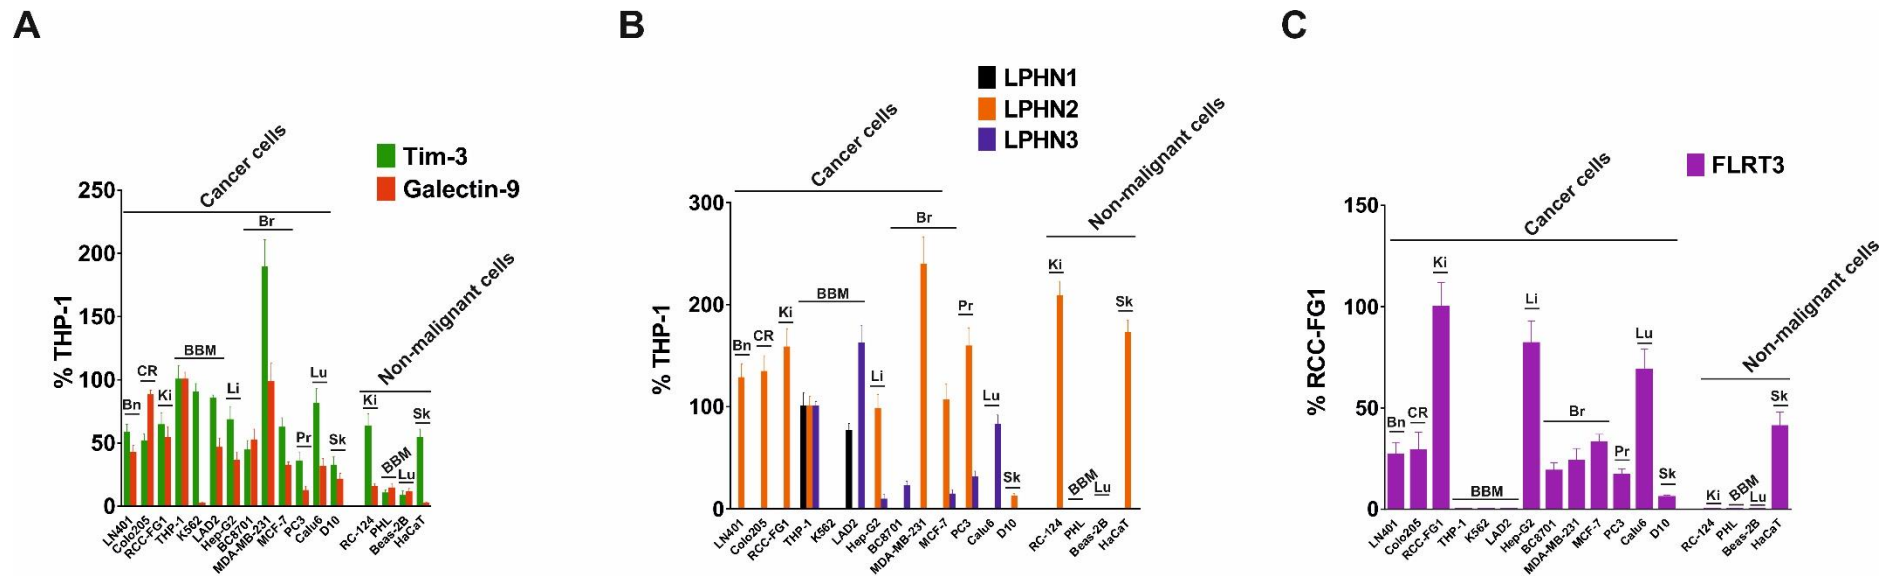 A
Cancer cells
Tim-3
Galectin-9
Non-malignant cells
% THP-1
250
200
150
100
50
0
Bn
CR
Ki
BBM
Li
Br
Pr
Lu
Sk
Ki
BBM
Lu
Sk
LN401
Colo205
RCC-FG1
THP-1
K562
LAD2
Hep-G2
BC8701
MDA-MB-231
MCF-7
PC3
Calu6
D10
RC-124
PHL
Beas-2B
HaCaT
B
LPHN1
LPHN2
LPHN3
Cancer cells
Non-malignant cells
% THP-1
300
200
100
0
Bn
CR
Ki
BBM
Li
Br
Pr
Lu
Sk
Ki
BBM
Lu
Sk
LN401
Colo205
RCC-FG1
THP-1
K562
LAD2
Hep-G2
BC8701
MDA-MB-231
MCF-7
PC3
Calu6
D10
RC-124
PHL
Beas-2B
HaCaT
C
FLRT3
Cancer cells
Non-malignant cells
% RCC-FG1
150
100
50
0
Bn
CR
Ki
BBM
Li
Br
Pr
Lu
Sk
Ki
BBM
Lu
Sk
LN401
Colo205
RCC-FG1
THP-1
K562
LAD2
Hep-G2
BC8701
MDA-MB-231
MCF-7
PC3
Calu6
D10
RC-124
PHL
Beas-2B
HaCaT